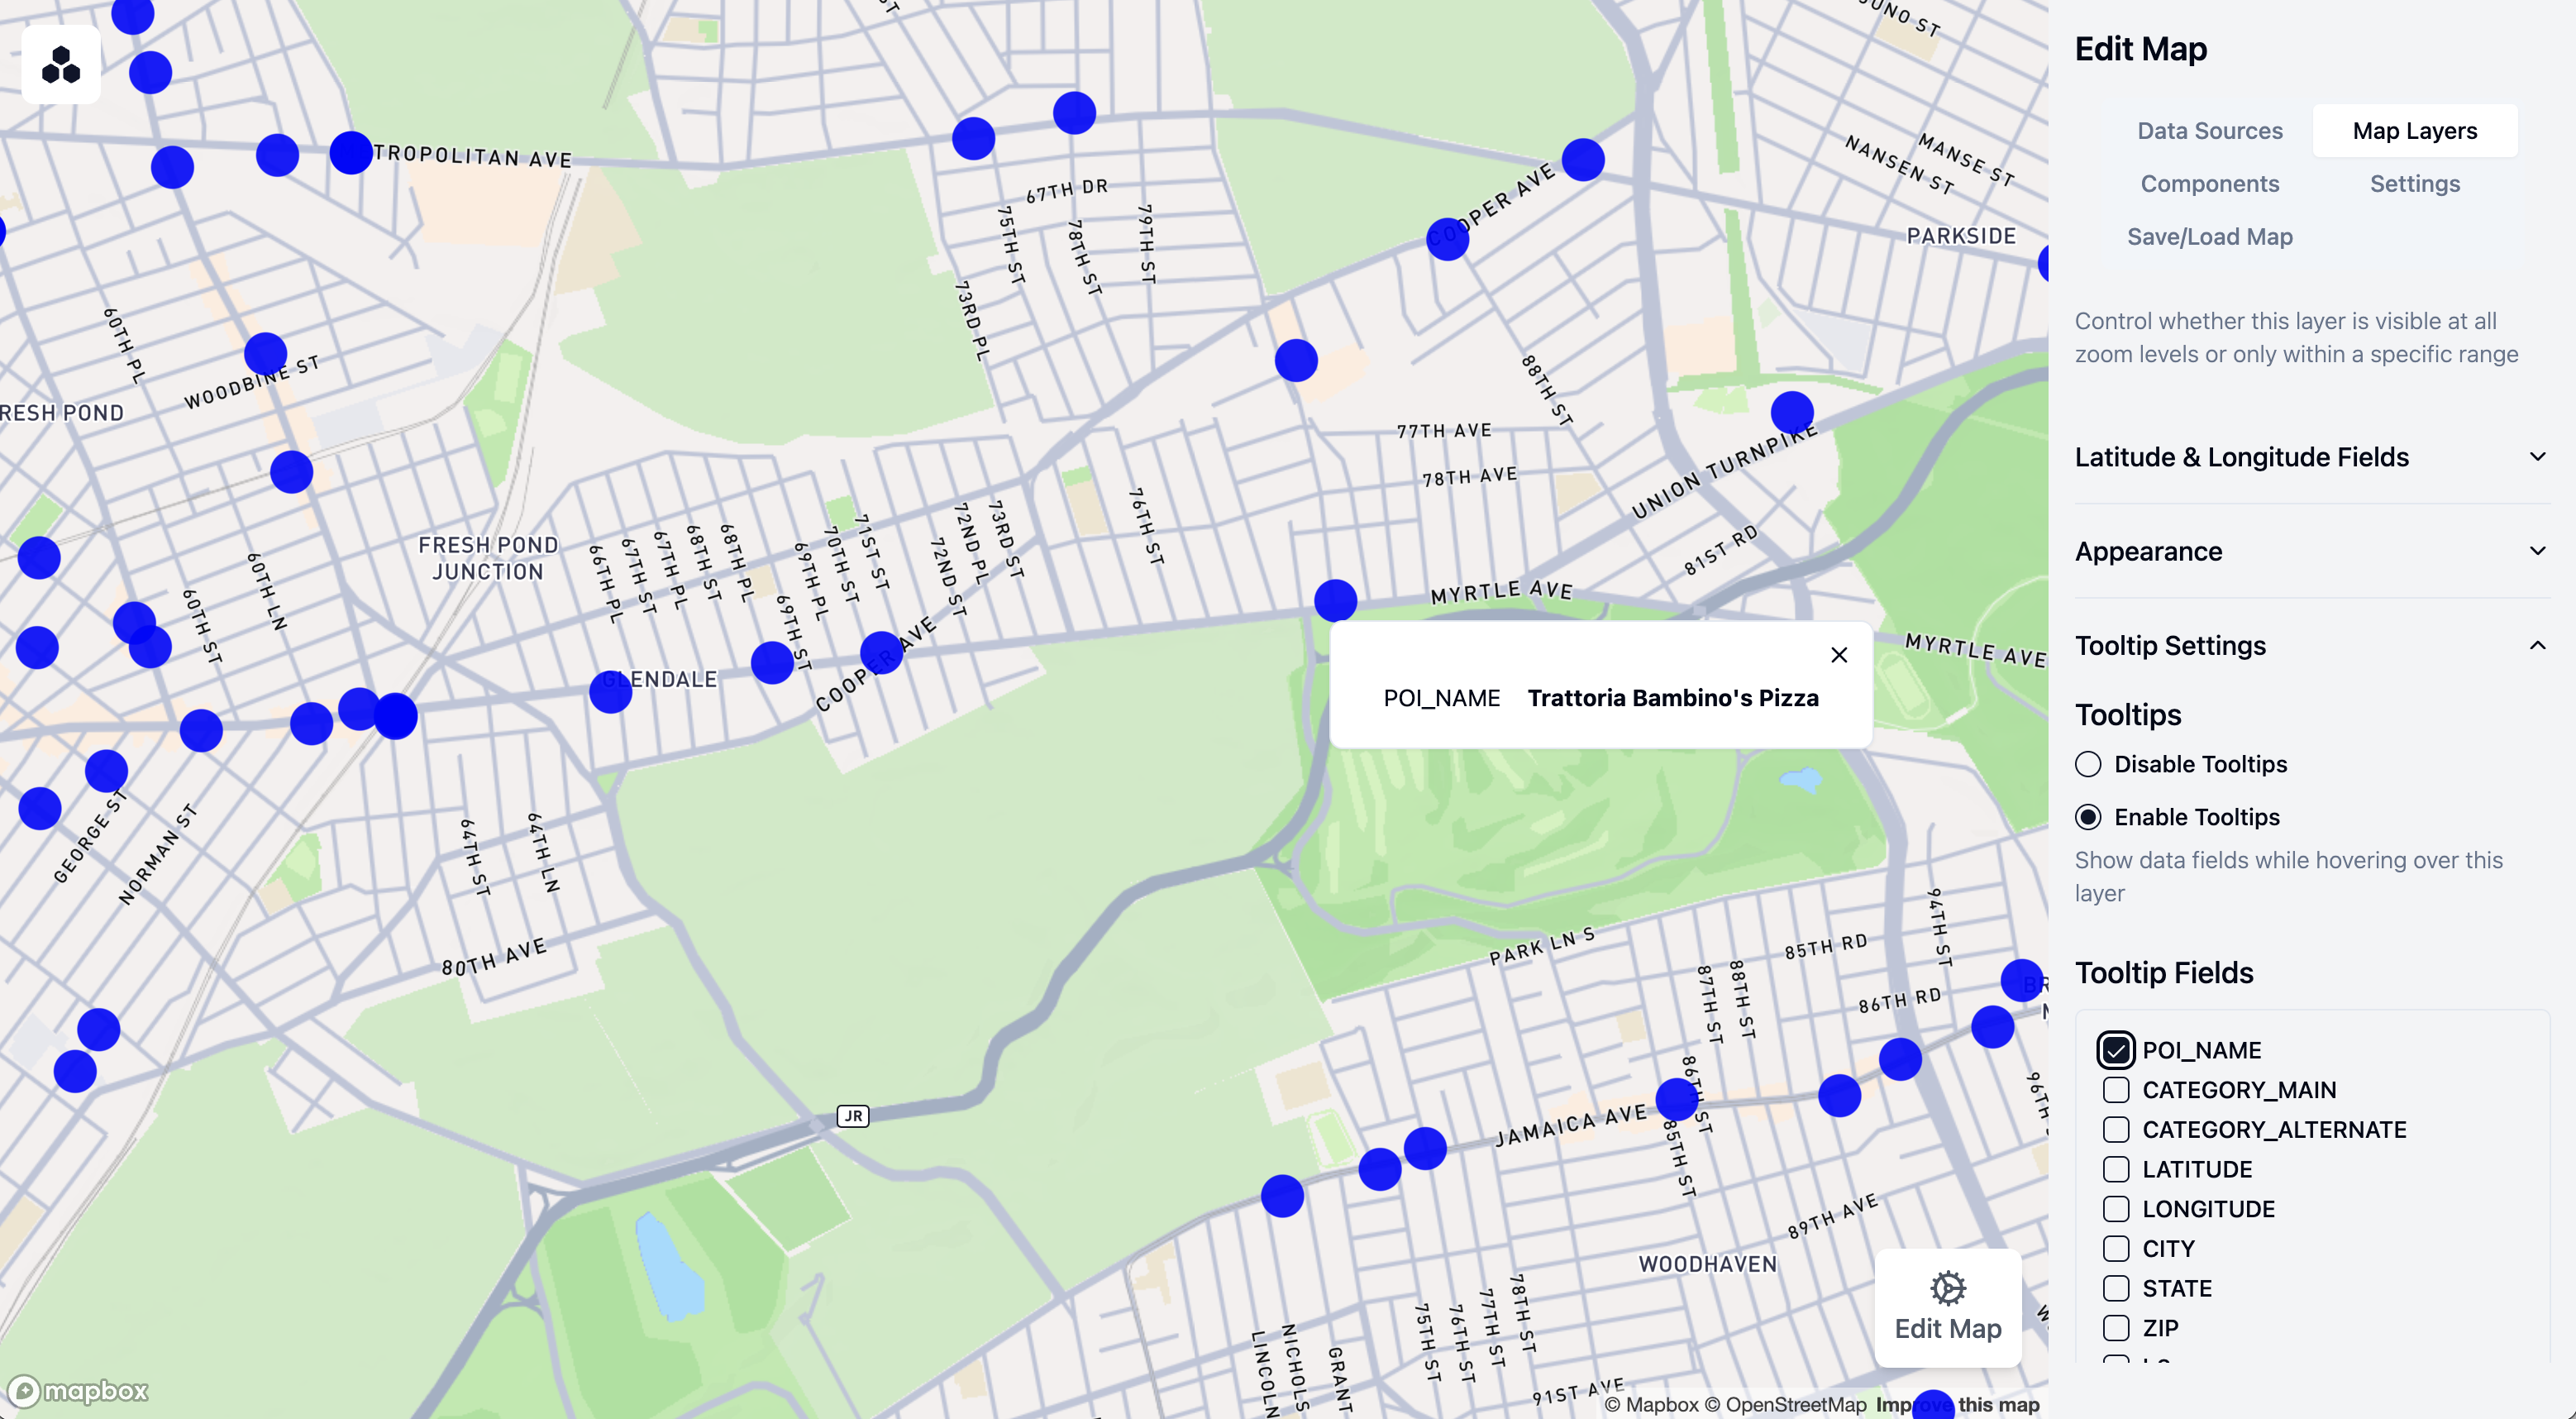 JUNO ST
MANSE ST
NANSEN ST
TROPOLITAN AVE
67TH DR
COOPER AVE
75TH ST
78TH ST
79TH ST
PARKSIDE
73RD PL
60TH PL
WOODBINE ST
RESH POND
88TH ST
77TH AVE
78TH AVE
UNION TURNPIKE
76TH ST
FRESH POND
JUNCTION
60TH LN
60TH ST
66TH PL
67TH ST
67TH PL
68TH ST
68TH PL
69TH ST
69TH PL
70TH ST
71ST ST
72ND ST
72ND PL
73RD ST
81ST RD
MYRTLE AVE
MYRTLE AVE
COOPER AVE
GLENDALE
POI_NAME Trattoria Bambino's Pizza
GEORGE ST
NORMAN ST
64TH ST
64TH LN
80TH AVE
PARK LN S
85TH RD
94TH ST
87TH ST
88TH ST
86TH RD
86TH ST
85TH ST
96TH
JR
JAMAICA AVE
89TH AVE
WOODHAVEN
75TH ST
76TH ST
77TH ST
78TH ST
LINCOLN
NICHOLS
GRANT
91ST AVE
Edit Map
mapbox
© Mapbox © OpenStreetMap Improve this map
Edit Map
Data Sources
Map Layers
Components
Settings
Save/Load Map
Control whether this layer is visible at all
zoom levels or only within a specific range
Latitude & Longitude Fields
Appearance
Tooltip Settings
Tooltips
Disable Tooltips
Enable Tooltips
Show data fields while hovering over this
layer
Tooltip Fields
POI_NAME
CATEGORY_MAIN
CATEGORY_ALTERNATE
LATITUDE
LONGITUDE
CITY
STATE
ZIP